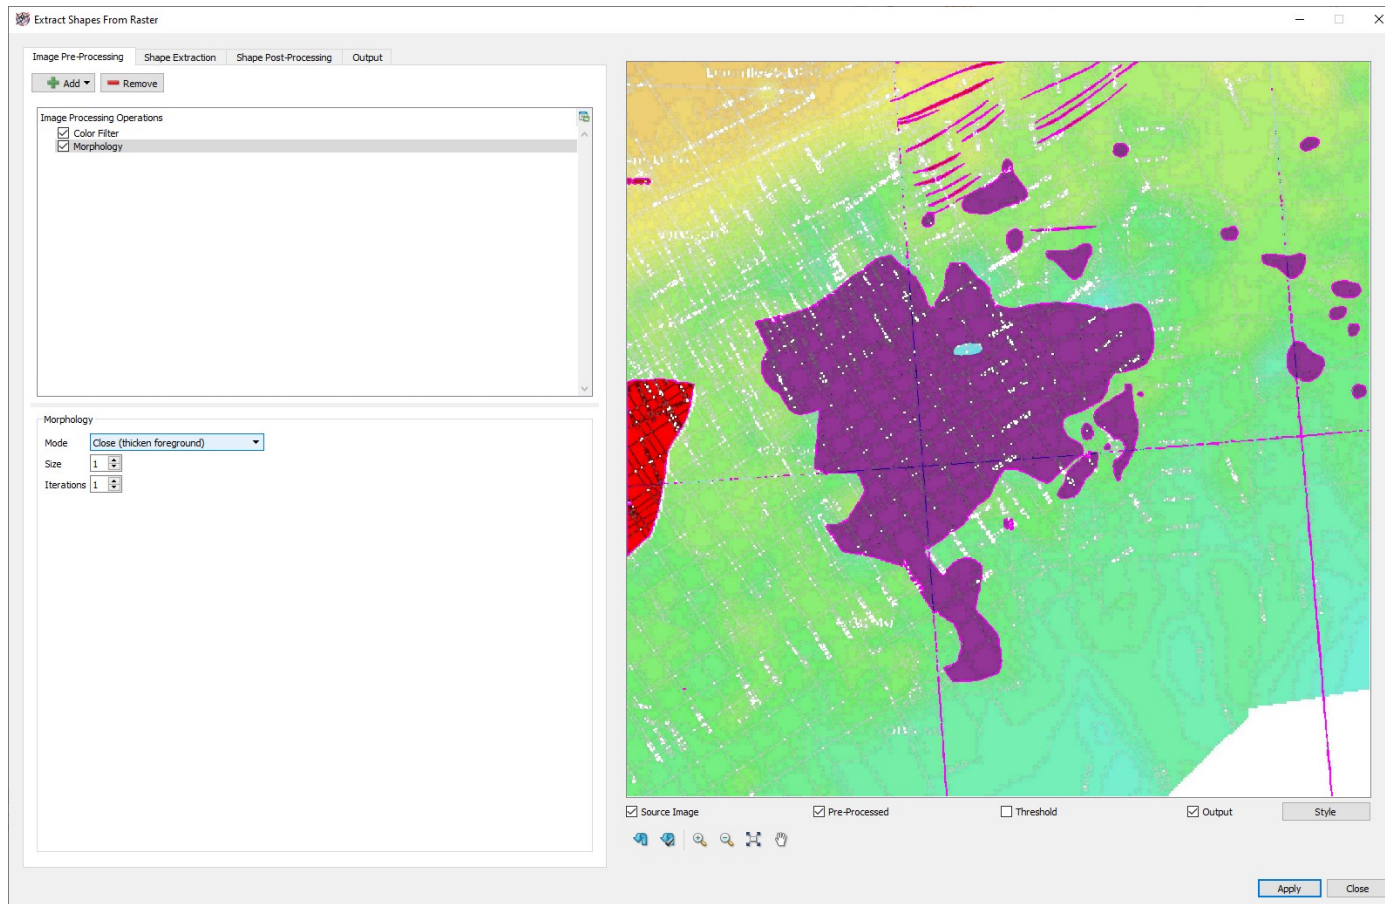 Extract Shapes From Raster
Image Pre-Processing Shape Extraction Shape Post-Processing Output
Add Remove
Image Processing Operations
Color Filter
Morphology
Morphology
Mode Close (thicken foreground)
Size 1
Iterations 1
Source Image Pre-Processed Threshold Output Style
Apply Close